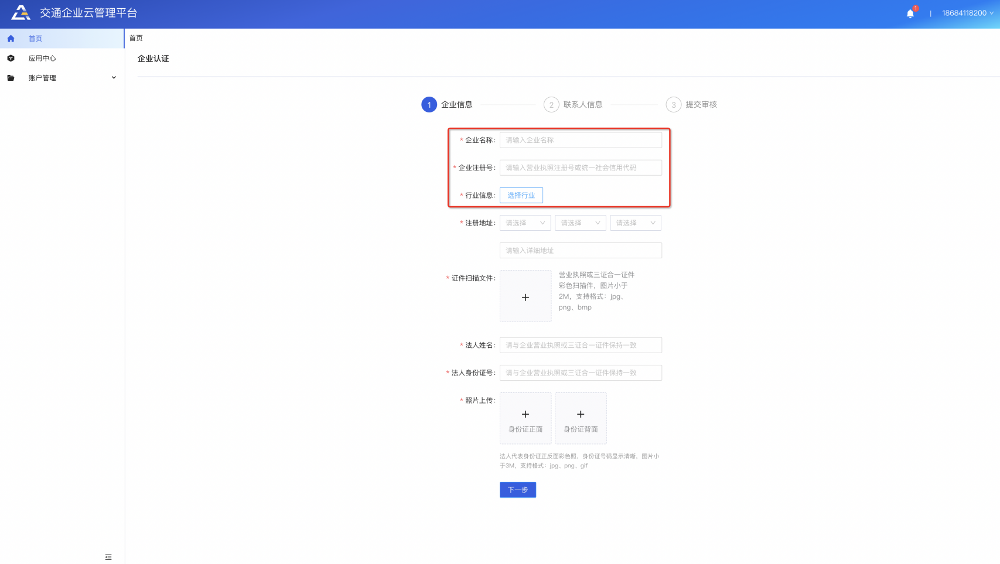 交通企业云管理平台
1
|
18684118200
首页
应用中心
账户管理
首页
企业认证
1 企业信息
2 联系人信息
3 提交审核
* 企业名称: 请输入企业名称
* 企业注册号: 请输入营业执照注册号或统一社会信用代码
* 行业信息: 选择行业
* 注册地址: 请选择 请选择 请选择
请输入详细地址
* 证件扫描文件:
营业执照或三证合一证件
彩色扫描件，图片小于
2M，支持格式：jpg、
png、bmp
* 法人姓名: 请与企业营业执照或三证合一证件保持一致
* 法人身份证号: 请与企业营业执照或三证合一证件保持一致
* 照片上传:
身份证正面 身份证背面
法人代表身份证正反面彩色照，身份证号码显示清晰，图片小
于3M，支持格式：jpg、png、gif
下一步